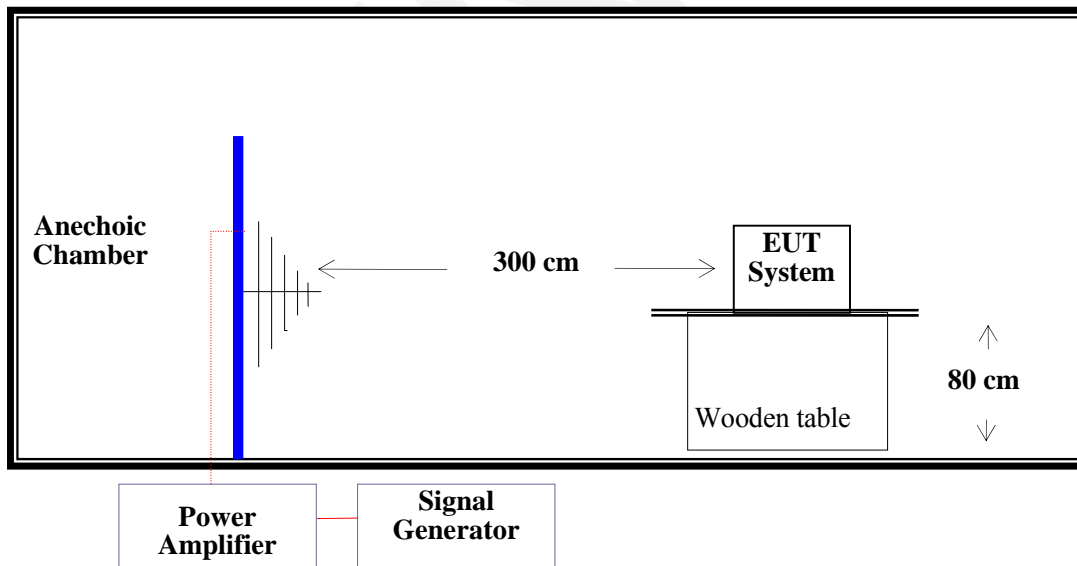 Anechoic
Chamber
300 cm
EUT
System
80 cm
Wooden table
Power
Amplifier
Signal
Generator